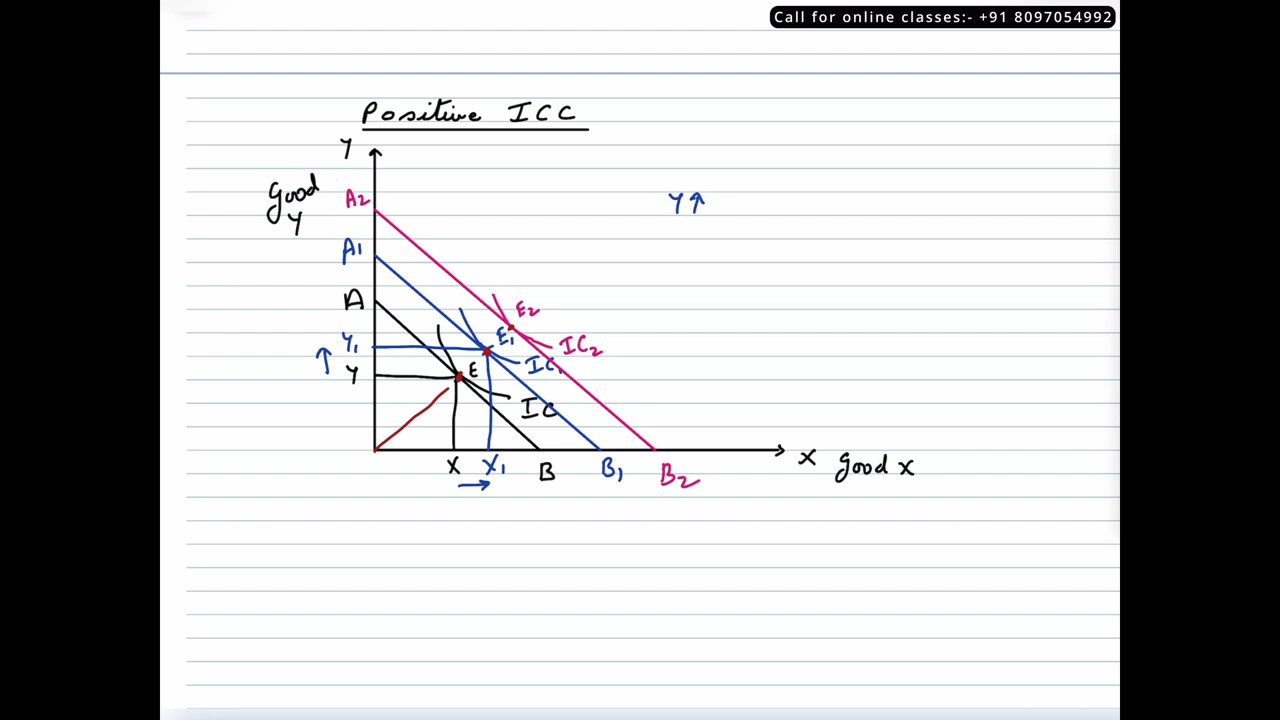 Call for online classes:- +91 8097054992
Positive ICC
Y
Good
Y
A2
Y↑
A1
A
E2
Y1
E1
IC2
↑
IC1
Y
E
IC
X
X1
B
B1
B2
X Good x
→